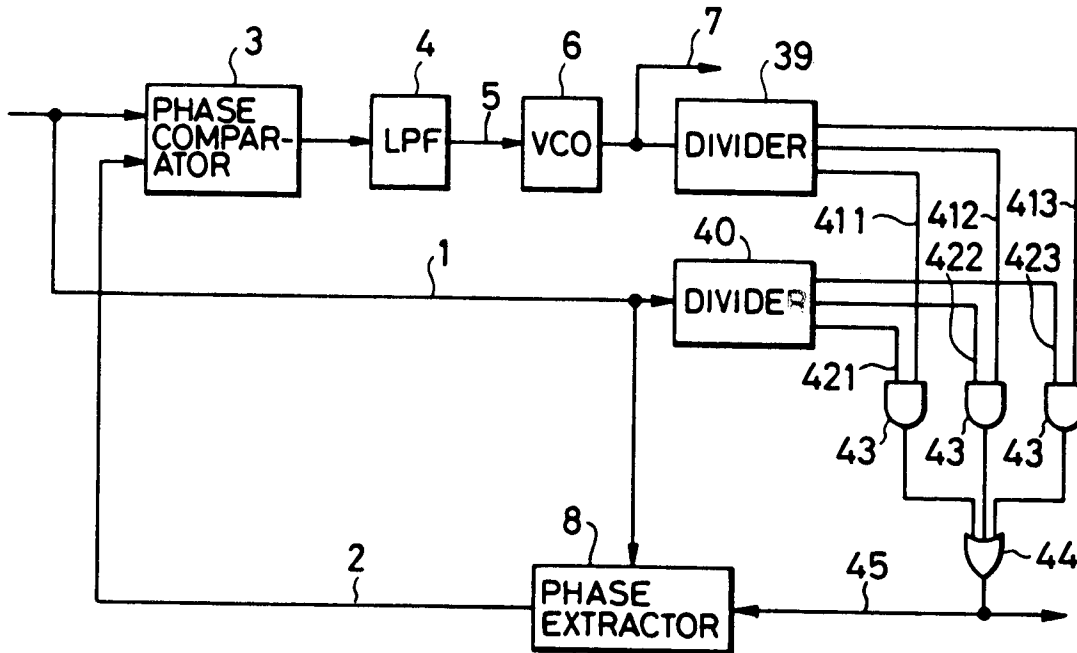 3
4
6
7
39
PHASE
COMPAR-
ATOR
LPF
5
VCO
DIVIDER
411
412
413
40
422
423
1
DIVIDER
421
43
43
43
8
44
2
45
PHASE
EXTRACTOR